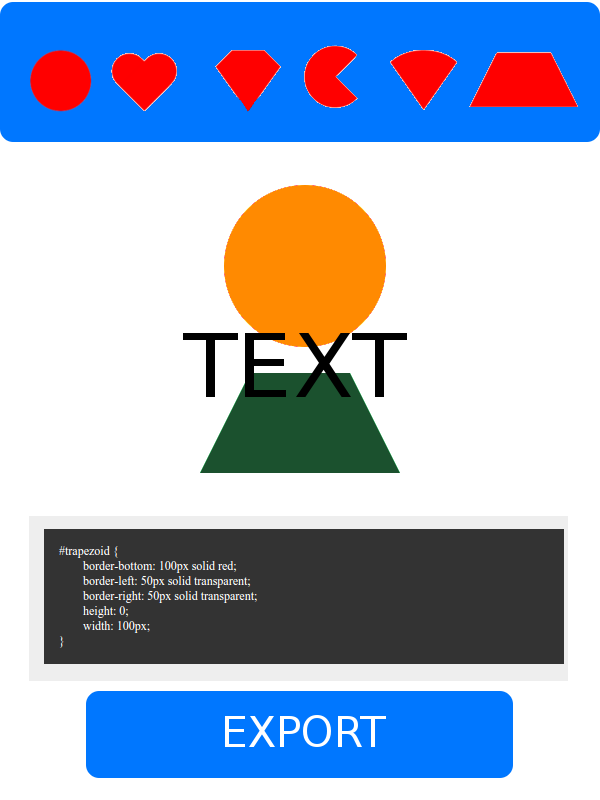 TEXT
#trapezoid {
border-bottom: 100px solid red;
border-left: 50px solid transparent;
border-right: 50px solid transparent;
height: 0;
width: 100px;
}
EXPORT